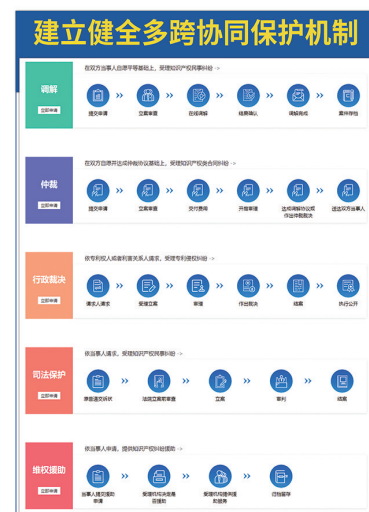 建立健全多跨协同保护机制
调解
立即申请
在双方当事人自愿平等基础上，受理知识产权民事纠纷 ->
提交申请
立案审查
在线调解
结果确认
调解完成
案件存档
仲裁
立即申请
在双方自愿并达成仲裁协议基础上，受理知识产权类合同纠纷 ->
提交申请
立案审查
交付费用
开庭审理
达成调解协议或
作出仲裁裁决
送达双方当事人
行政裁决
立即申请
依专利权人或者利害关系人请求，受理专利侵权纠纷 ->
请求人请求
受理立案
审理
作出裁决
结案
执行公开
司法保护
立即申请
依当事人请求，受理知识产权民事纠纷 ->
原告递交诉状
法院立案前审查
立案
审判
结案
维权援助
立即申请
依当事人申请，提供知识产权纠纷援助 ->
当事人提交援助
申请
受理机构决定是
否援助
受理机构提供援
助服务
归档留存